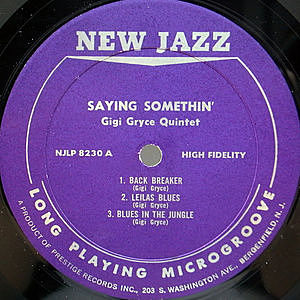 NEW JAZZ
SAYING SOMETHIN'
Gigi Gryce Quintet
NJLP 8230 A
HIGH FIDELITY
1. BACK BREAKER
(Gigi Gryce)
2. LEILAS BLUES
(Gigi Gryce)
3. BLUES IN THE JUNGLE
(Gigi Gryce)
LONG PLAYING MICROGROOVE
A PRODUCT OF PRESTIGE RECORDS INC., 203 S. WASHINGTON AVE., BERGENFIELD, N.J.